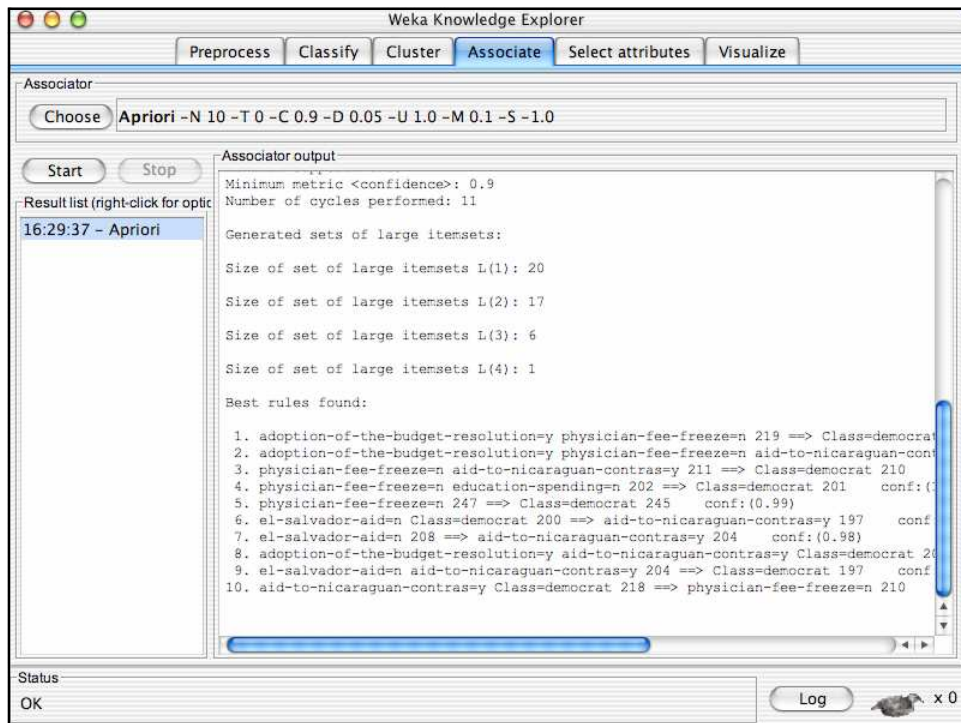 Weka Knowledge Explorer
Preprocess Classify Cluster Associate Select attributes Visualize
Associator
Choose Apriori -N 10 -T 0 -C 0.9 -D 0.05 -U 1.0 -M 0.1 -S -1.0
Start Stop
Result list (right-click for optic
16:29:37 - Apriori
Associator output
Minimum metric <confidence>: 0.9
Number of cycles performed: 11
Generated sets of large itemsets:
Size of set of large itemsets L(1): 20
Size of set of large itemsets L(2): 17
Size of set of large itemsets L(3): 6
Size of set of large itemsets L(4): 1
Best rules found:
1. adoption-of-the-budget-resolution=y physician-fee-freeze=n 219 ==> Class=democrat
2. adoption-of-the-budget-resolution=y physician-fee-freeze=n aid-to-nicaraguan-cont
3. physician-fee-freeze=n aid-to-nicaraguan-contras=y 211 ==> Class=democrat 210
4. physician-fee-freeze=n education-spending=n 202 ==> Class=democrat 201 conf:(
5. physician-fee-freeze=n 247 ==> Class=democrat 245 conf:(0.99)
6. el-salvador-aid=n Class=democrat 200 ==> aid-to-nicaraguan-contras=y 197 conf
7. el-salvador-aid=n 208 ==> aid-to-nicaraguan-contras=y 204 conf:(0.98)
8. adoption-of-the-budget-resolution=y aid-to-nicaraguan-contras=y Class=democrat 20
9. el-salvador-aid=n aid-to-nicaraguan-contras=y 204 ==> Class=democrat 197 conf
10. aid-to-nicaraguan-contras=y Class=democrat 218 ==> physician-fee-freeze=n 210
Status
OK
Log x 0